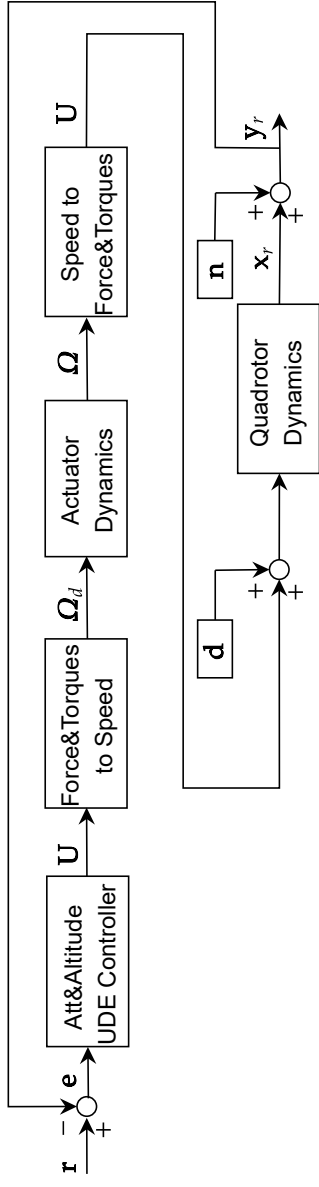 r
−
+
e
Att&Altitude
UDE Controller
U
Force&Torques
to Speed
Ω_d
Actuator
Dynamics
Ω
Speed to
Force&Torques
U
d
+
+
Quadrotor
Dynamics
x_r
n
+
+
y_r